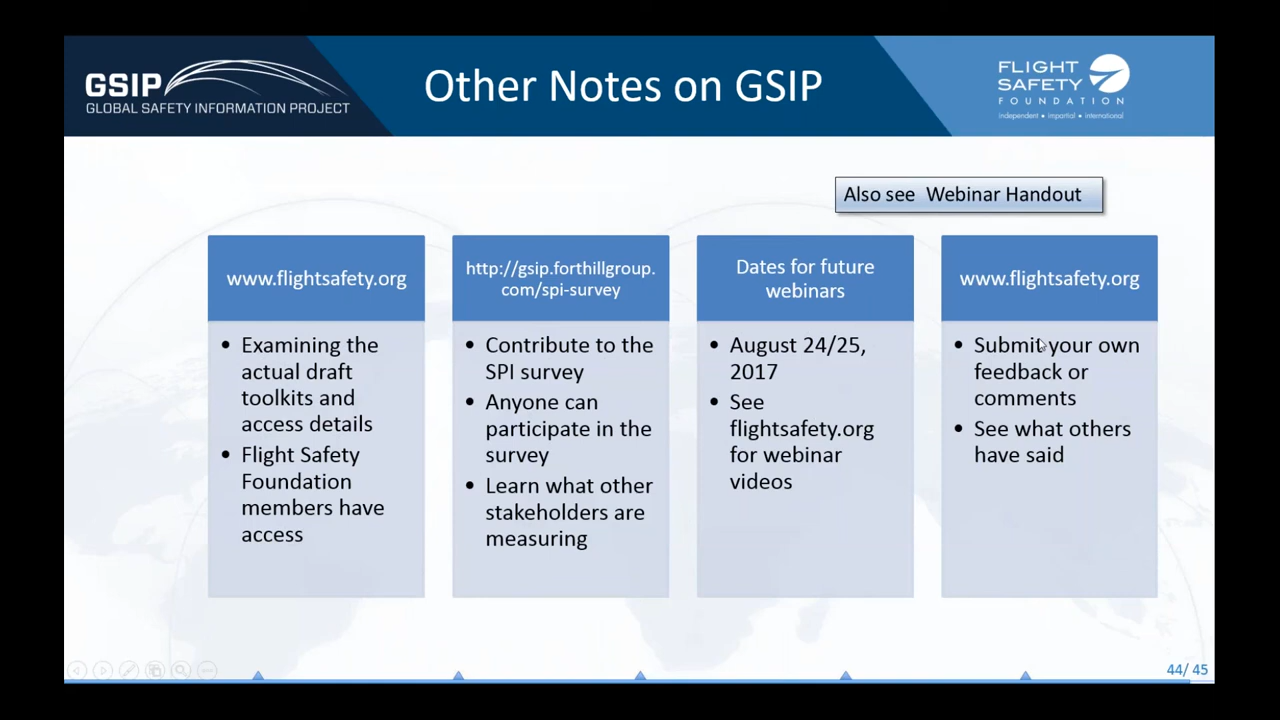 GSIP
GLOBAL SAFETY INFORMATION PROJECT
Other Notes on GSIP
FLIGHT
SAFETY
FOUNDATION
independent • impartial • international
Also see Webinar Handout
www.flightsafety.org
• Examining the
actual draft
toolkits and
access details
• Flight Safety
Foundation
members have
access
http://gsip.forthillgroup.
com/spi-survey
• Contribute to the
SPI survey
• Anyone can
participate in the
survey
• Learn what other
stakeholders are
measuring
Dates for future
webinars
• August 24/25,
2017
• See
flightsafety.org
for webinar
videos
www.flightsafety.org
• Submit your own
feedback or
comments
• See what others
have said
44/ 45